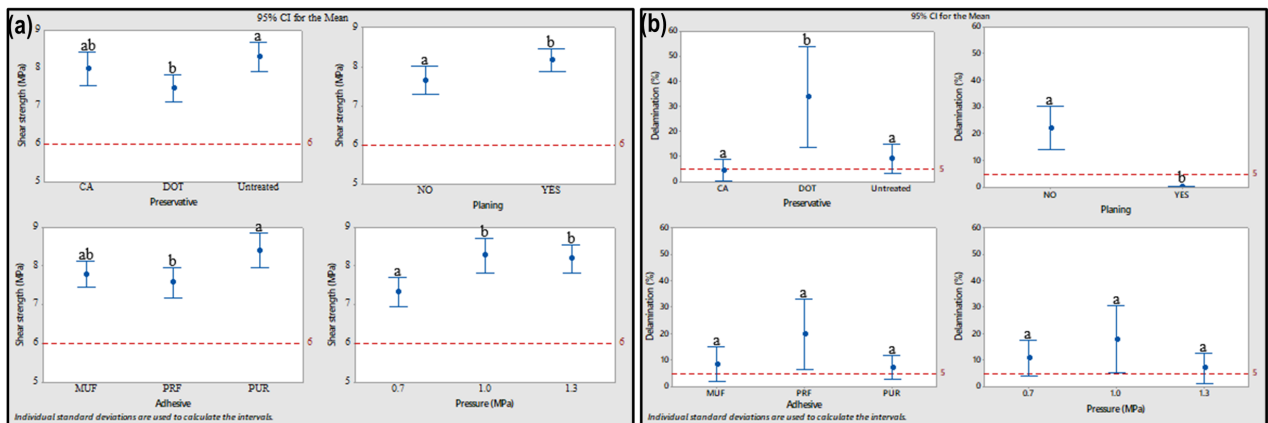 (a)
95% CI for the Mean
Shear strength (MPa)
9
8
7
6
5
ab
b
a
6
CA DOT Untreated
Preservative
Shear strength (MPa)
9
8
7
6
5
a
b
6
NO YES
Planing
Shear strength (MPa)
9
8
7
6
5
ab
b
a
6
MUF PRF PUR
Adhesive
Shear strength (MPa)
9
8
7
6
5
a
b
b
6
0.7 1.0 1.3
Pressure (MPa)
Individual standard deviations are used to calculate the intervals.
(b)
95% CI for the Mean
Delamination (%)
60
50
40
30
20
10
0
a
b
a
5
CA DOT Untreated
Preservative
Delamination (%)
60
50
40
30
20
10
0
a
b
5
NO YES
Planing
Delamination (%)
60
50
40
30
20
10
0
a
a
a
5
MUF PRF PUR
Adhesive
Delamination (%)
60
50
40
30
20
10
0
a
a
a
5
0.7 1.0 1.3
Pressure (MPa)
Individual standard deviations are used to calculate the intervals.